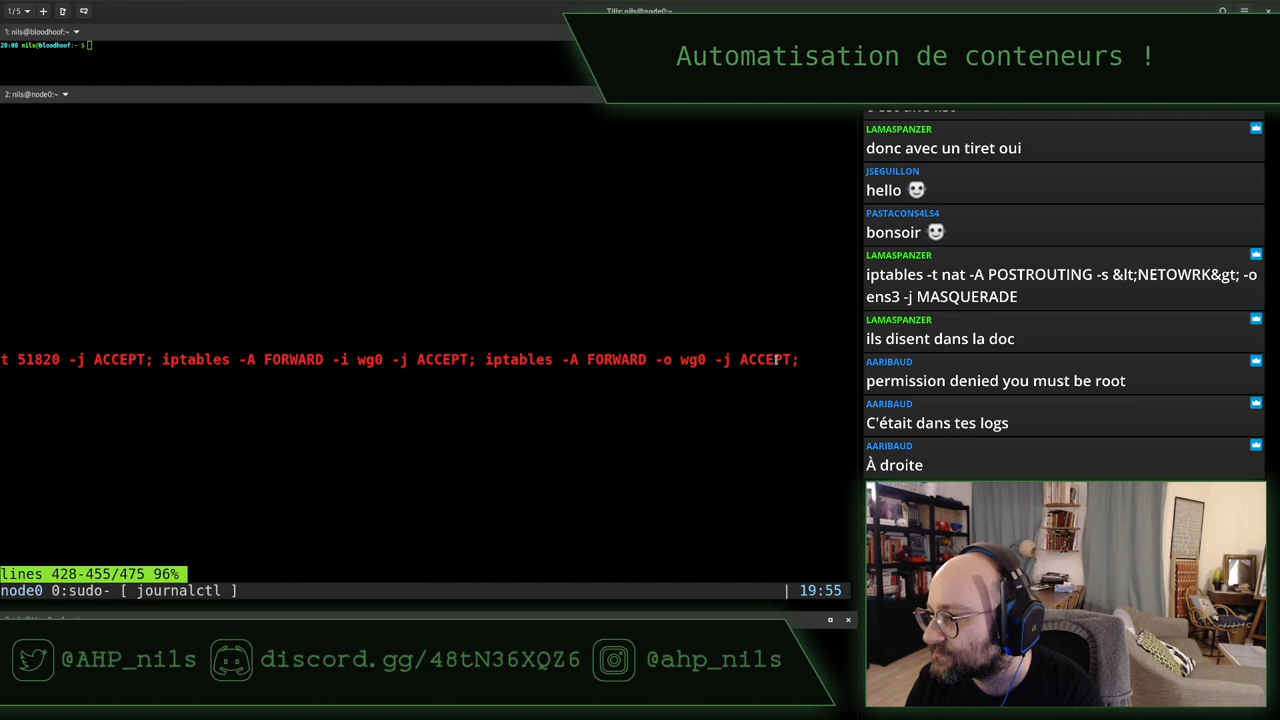 1/5
Tilix: nils@node0:~
1: nils@bloodhoof:~
20:00 nils@bloodhoof:~ $
Automatisation de conteneurs !
2: nils@node0:~
LAMASPANZER
donc avec un tiret oui
JSEGUILLON
hello
PASTACONS4LS4
bonsoir
LAMASPANZER
iptables -t nat -A POSTROUTING -s &lt;NETOWRK&gt; -o
ens3 -j MASQUERADE
LAMASPANZER
ils disent dans la doc
AARIBAUD
permission denied you must be root
AARIBAUD
C'était dans tes logs
AARIBAUD
À droite
t 51820 -j ACCEPT; iptables -A FORWARD -i wg0 -j ACCEPT; iptables -A FORWARD -o wg0 -j ACCEPT;
lines 428-455/475 96%
node0 0:sudo- [ journalctl ] | 19:55
@AHP_nils
discord.gg/48tN36XQZ6
@ahp_nils